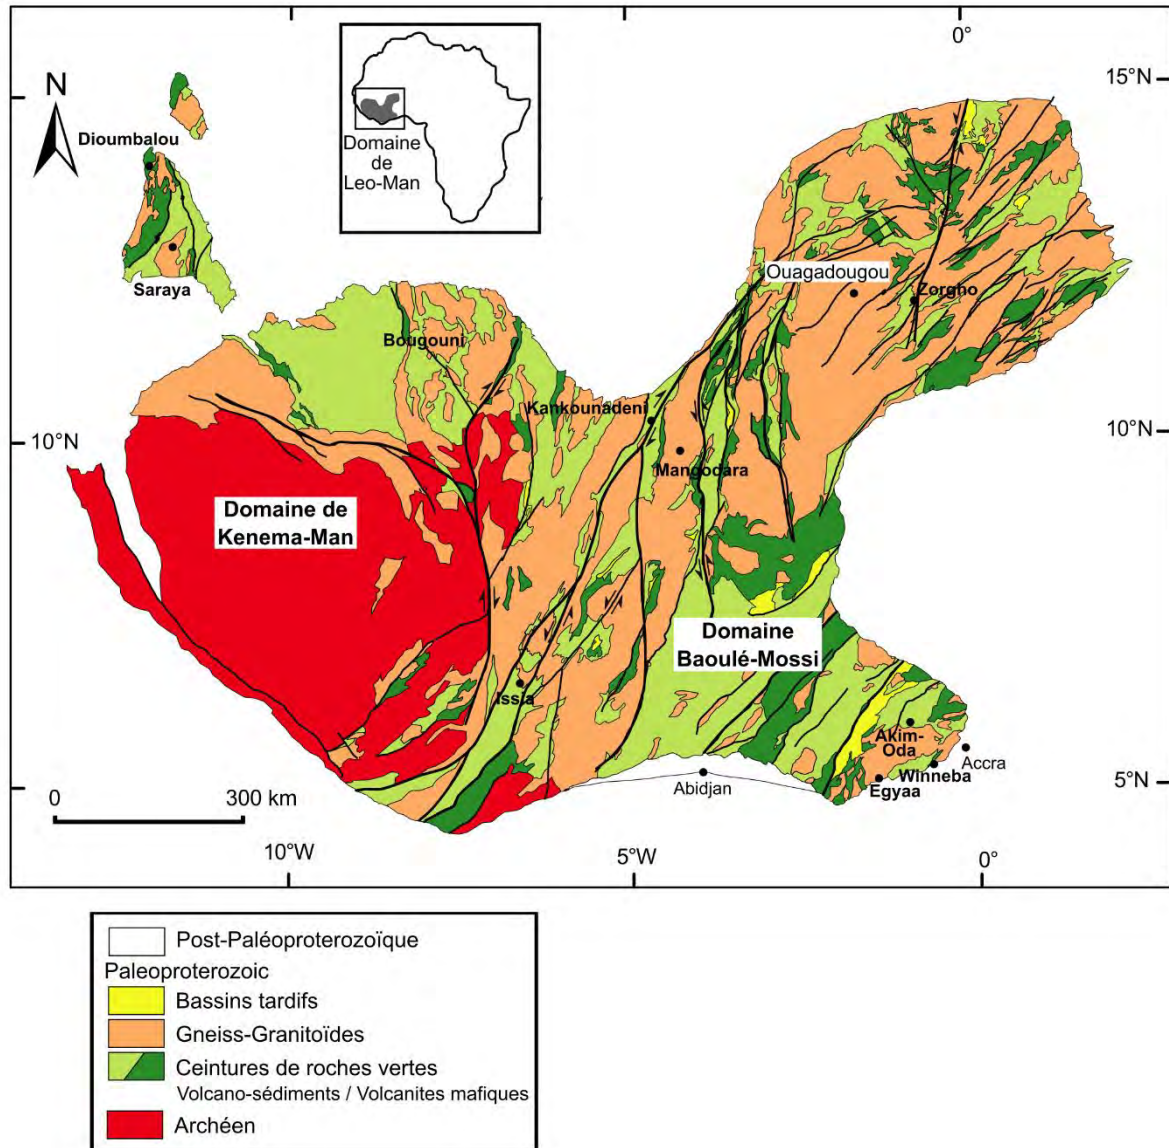 0°
15°N
N
Dioumbalou
Domaine
de
Leo-Man
Saraya
Ouagadougou
Zorgho
Bougouni
Kankounadeni
10°N
10°N
Mangodara
Domaine de
Kenema-Man
Domaine
Baoulé-Mossi
Issia
Akim-
Oda
Accra
Winneba
Egyaa
Abidjan
5°N
0
300 km
10°W
5°W
0°
Post-Paléoproterozoïque
Paleoproterozoic
Bassins tardifs
Gneiss-Granitoïdes
Ceintures de roches vertes
Volcano-sédiments / Volcanites mafiques
Archéen